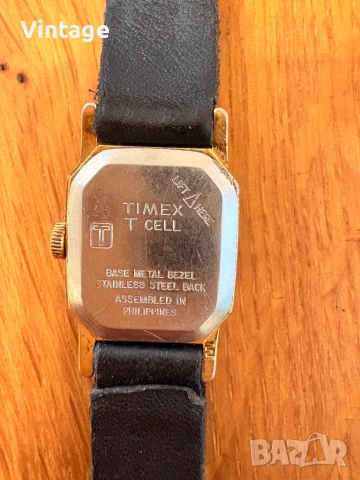 Vintage
LIFT HERE
TIMEX
T CELL
T
BASE METAL BEZEL
STAINLESS STEEL BACK
ASSEMBLED IN
PHILIPPINES
BAZAR